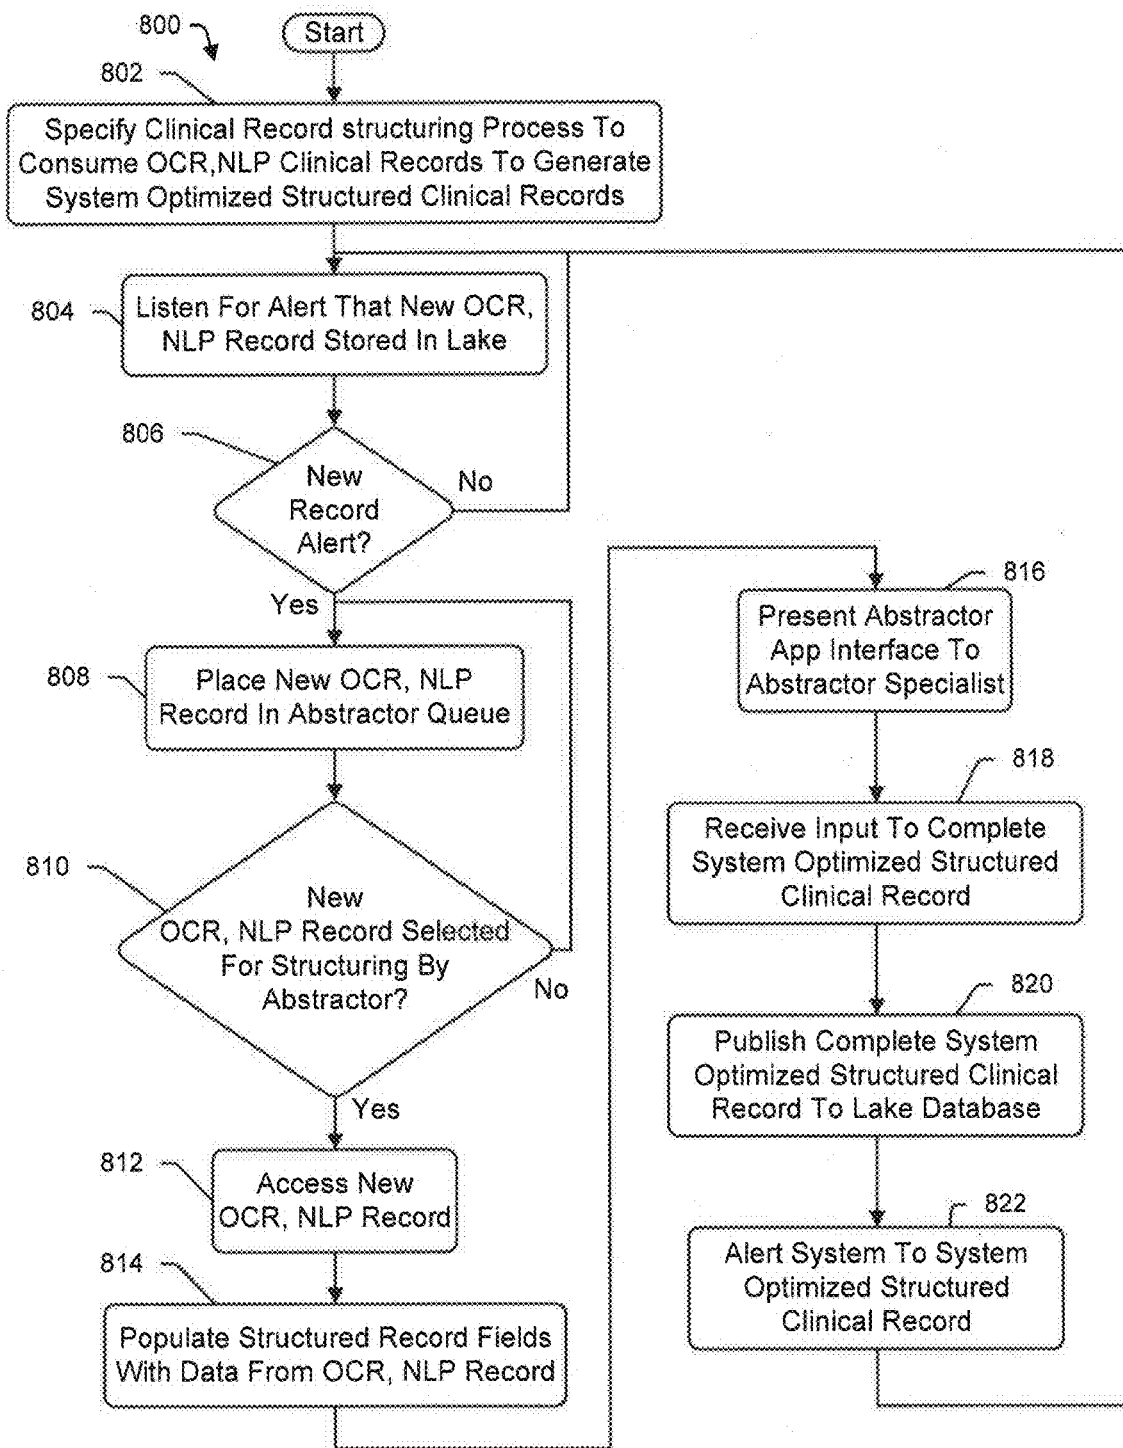 800
Start
802
Specify Clinical Record structuring Process To
Consume OCR,NLP Clinical Records To Generate
System Optimized Structured Clinical Records
804
Listen For Alert That New OCR,
NLP Record Stored In Lake
806
New
Record
Alert?
No
Yes
808
Place New OCR, NLP
Record In Abstractor Queue
810
New
OCR, NLP Record Selected
For Structuring By
Abstractor?
No
Yes
812
Access New
OCR, NLP Record
814
Populate Structured Record Fields
With Data From OCR, NLP Record
816
Present Abstractor
App Interface To
Abstractor Specialist
818
Receive Input To Complete
System Optimized Structured
Clinical Record
820
Publish Complete System
Optimized Structured Clinical
Record To Lake Database
822
Alert System To System
Optimized Structured
Clinical Record